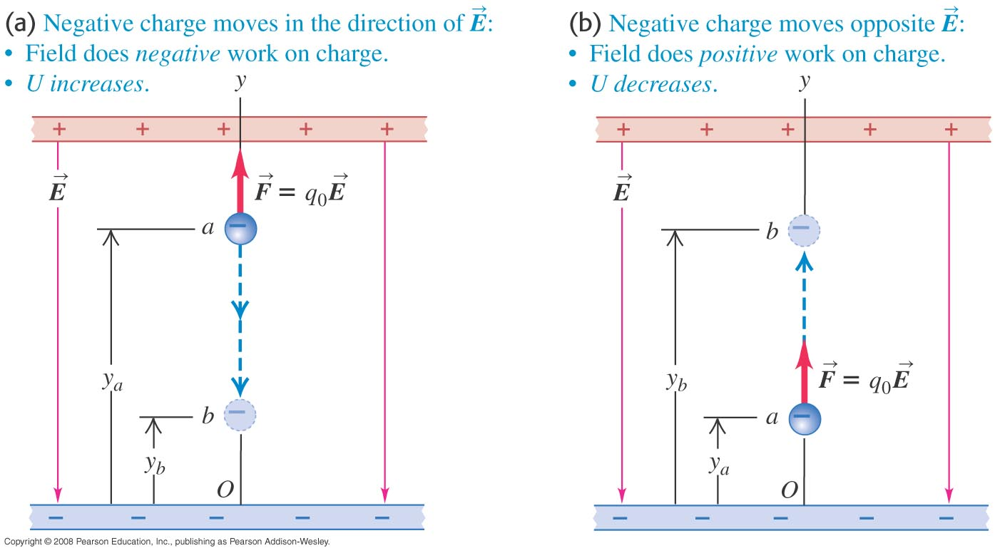 (a) Negative charge moves in the direction of E⃗:
• Field does negative work on charge.
• U increases.
y
+ + + + +
E⃗
F⃗ = q₀E⃗
a
−
yₐ
b
−
y_b
O
− − − − −
(b) Negative charge moves opposite E⃗:
• Field does positive work on charge.
• U decreases.
y
+ + + + +
E⃗
b
−
y_b
F⃗ = q₀E⃗
a
−
yₐ
O
− − − − −
Copyright © 2008 Pearson Education, Inc., publishing as Pearson Addison-Wesley.